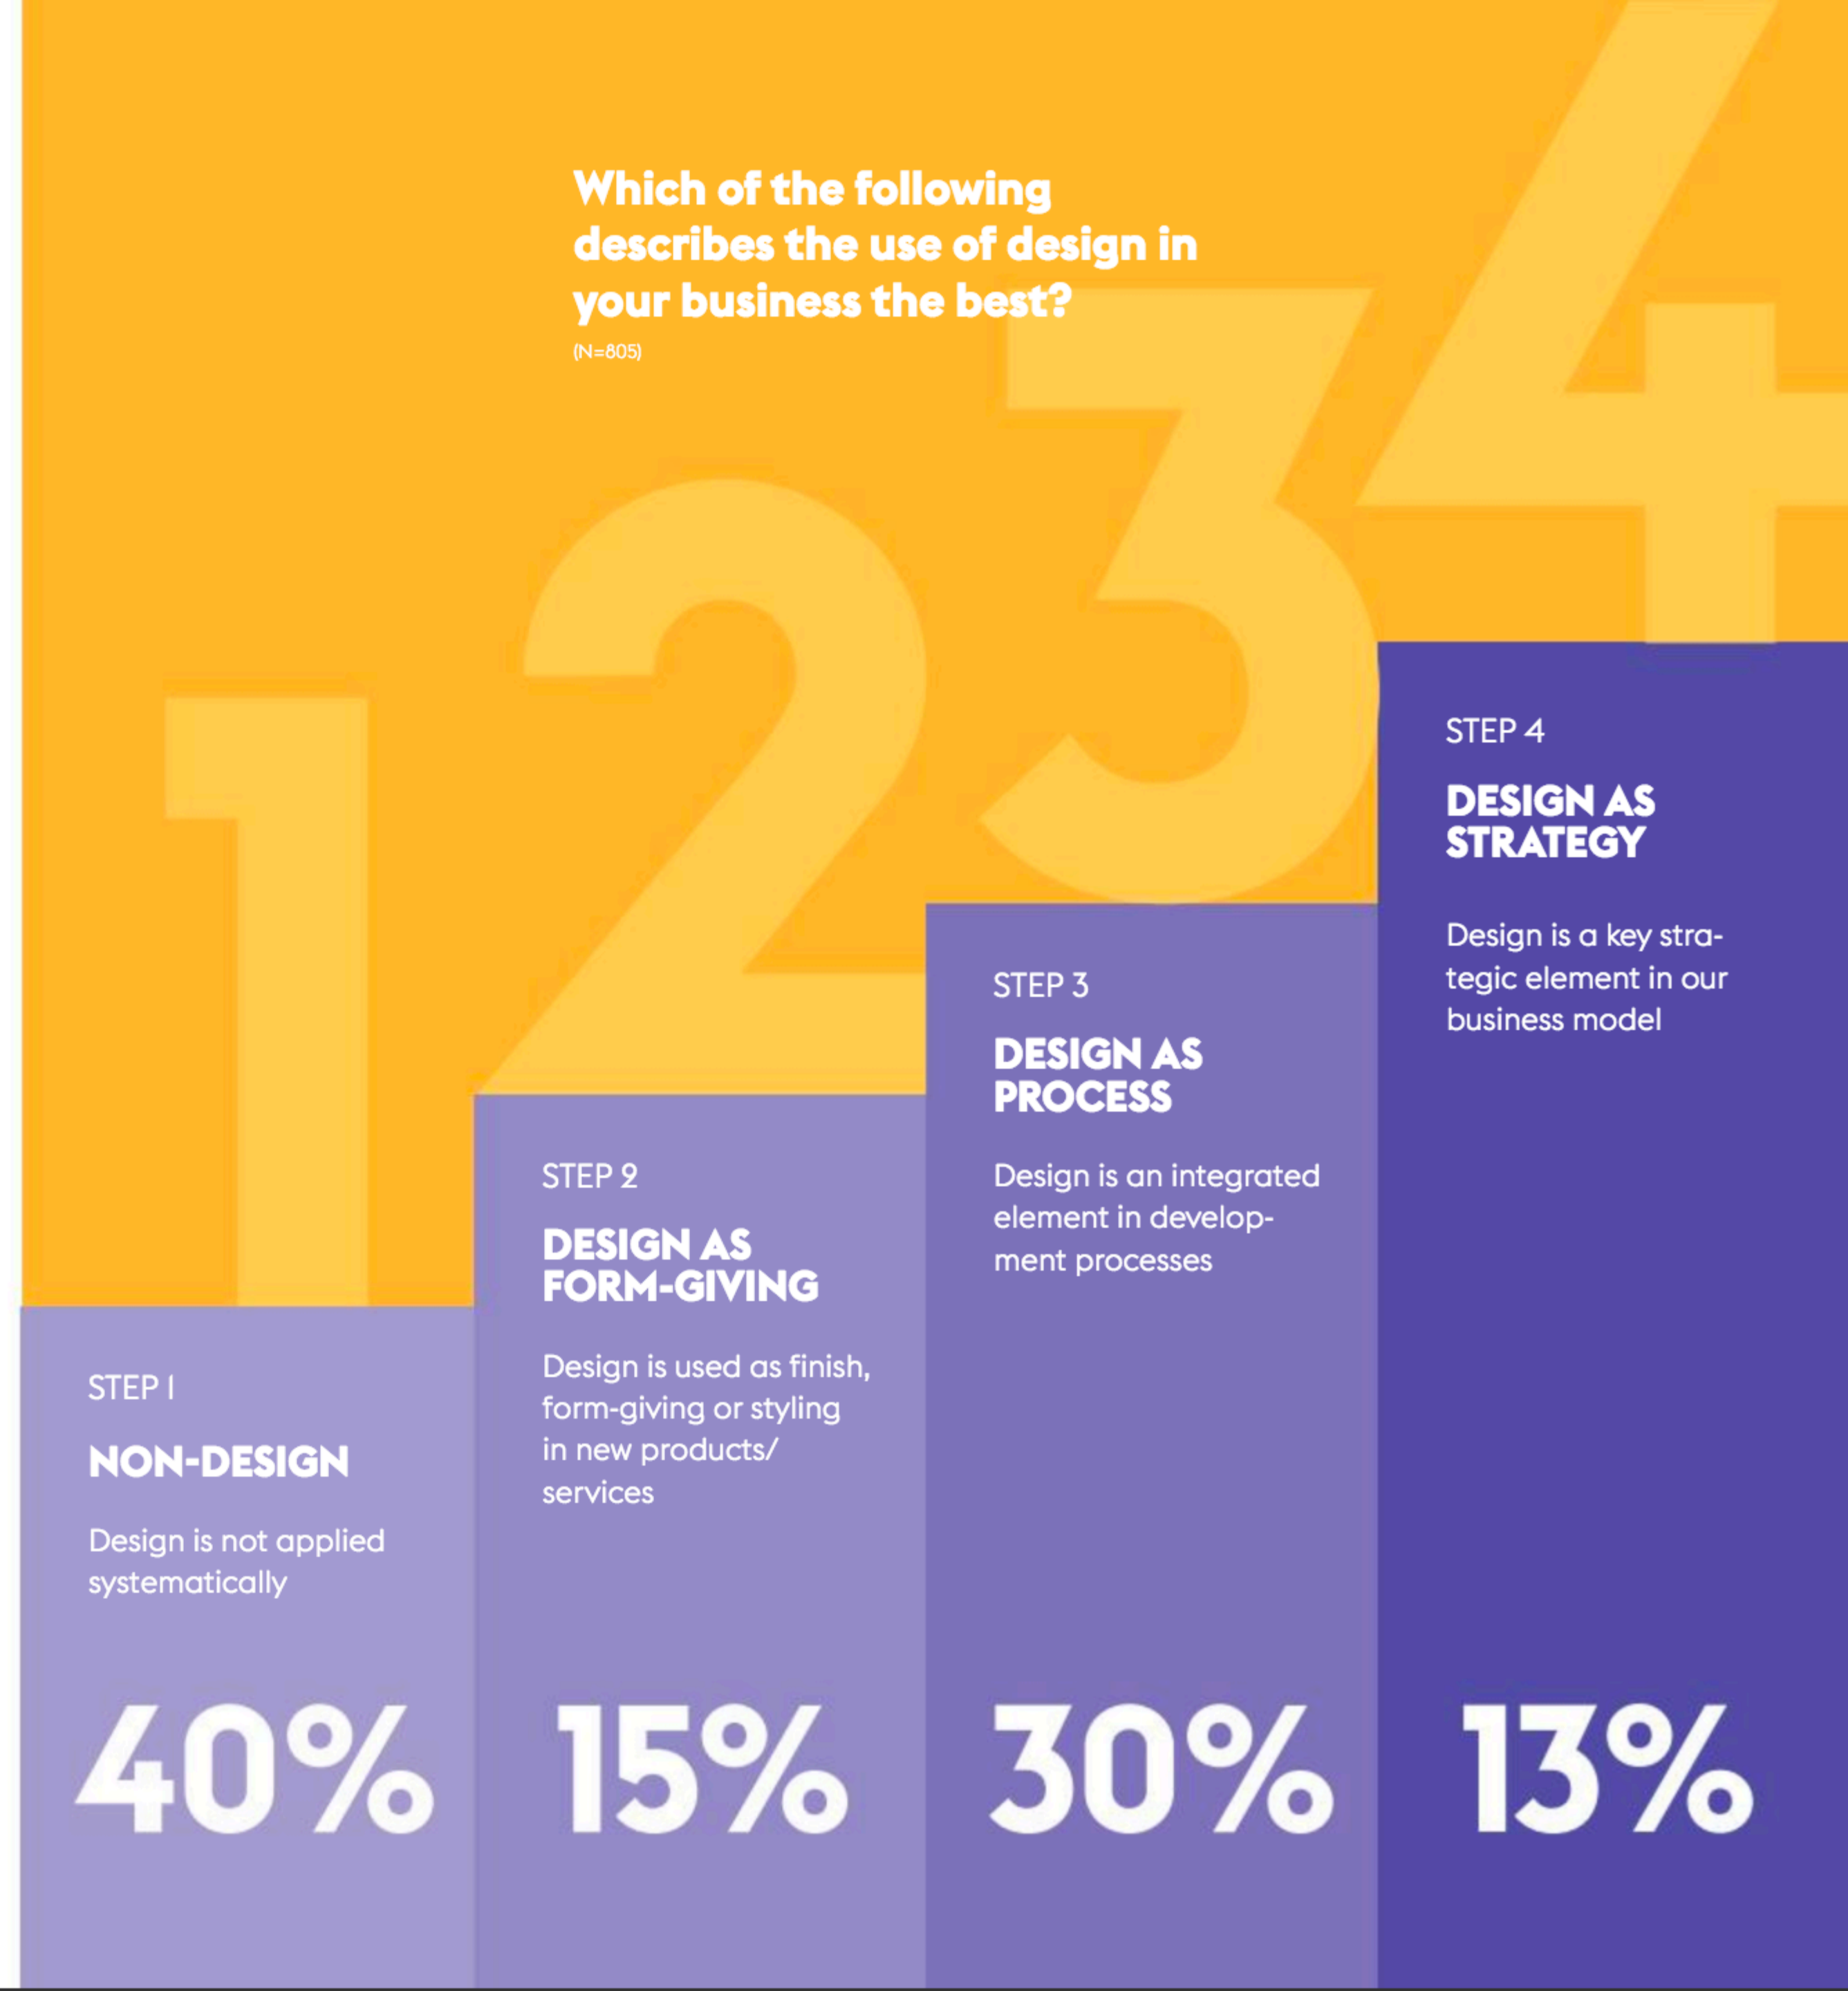 Which of the following
describes the use of design in
your business the best?
(N=805)
1
2
3
4
STEP 1
NON-DESIGN
Design is not applied
systematically
40%
STEP 2
DESIGN AS
FORM-GIVING
Design is used as finish,
form-giving or styling
in new products/
services
15%
STEP 3
DESIGN AS
PROCESS
Design is an integrated
element in develop-
ment processes
30%
STEP 4
DESIGN AS
STRATEGY
Design is a key stra-
tegic element in our
business model
13%